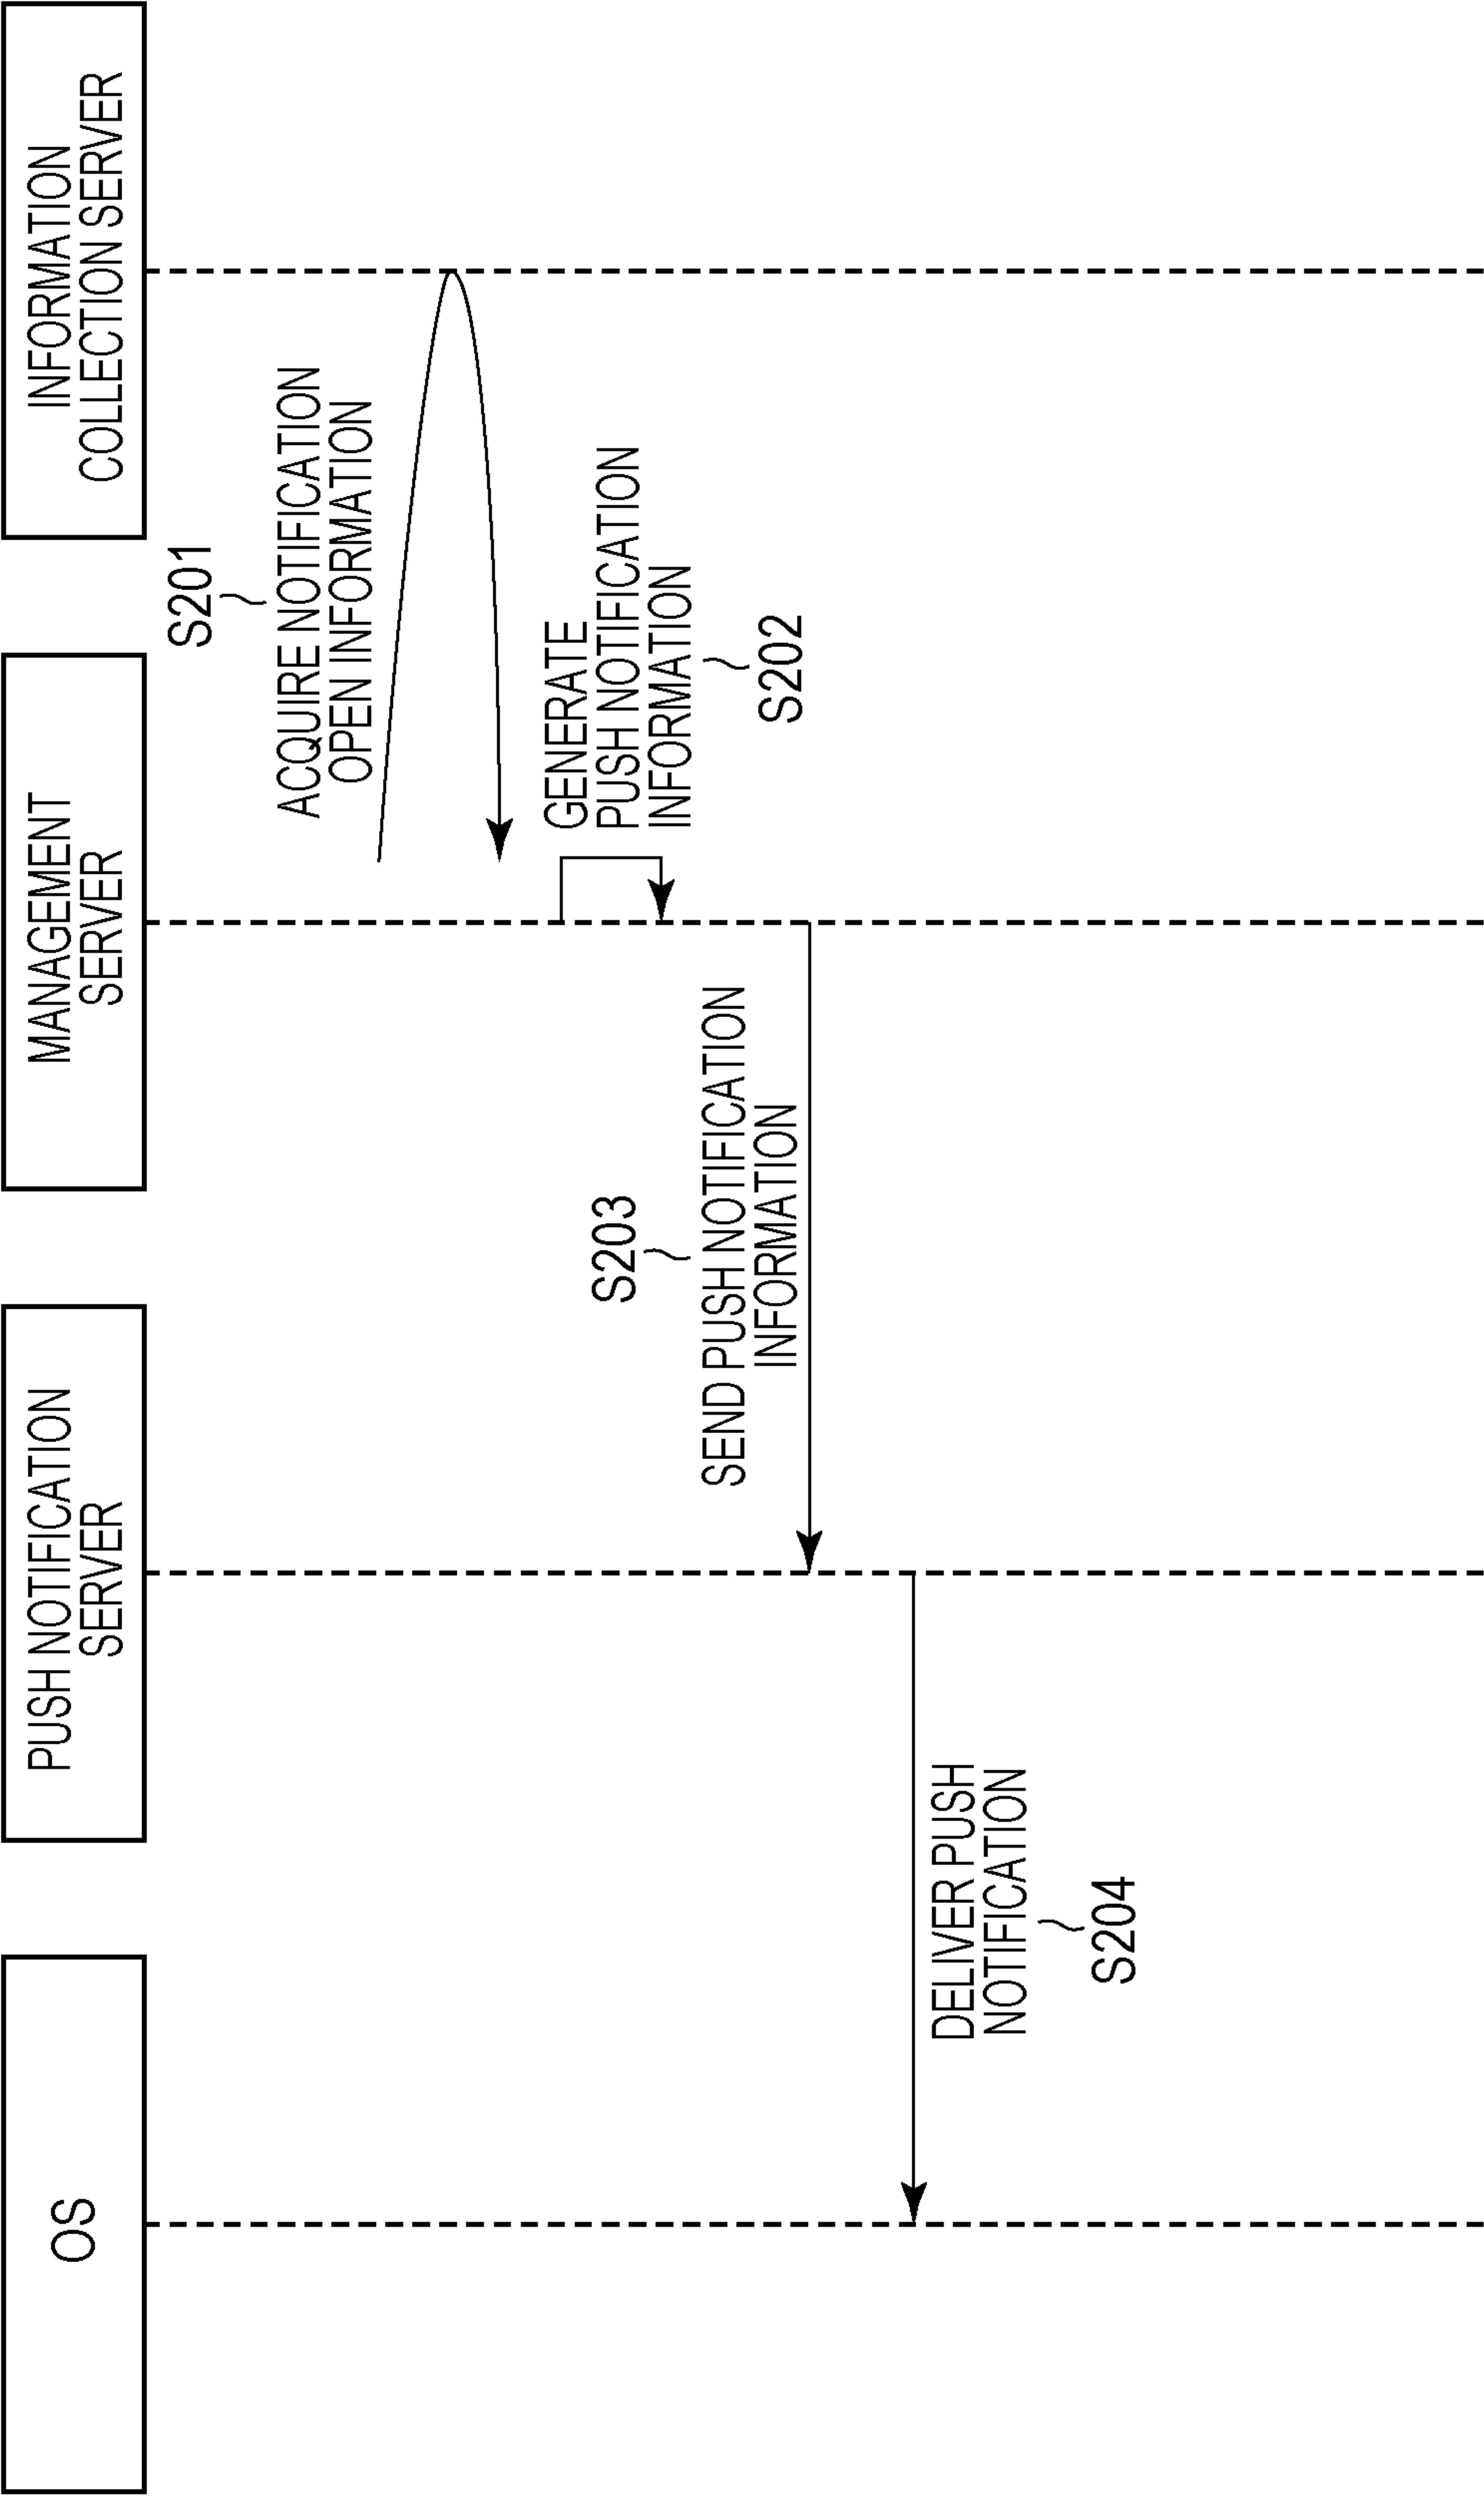 OS
PUSH NOTIFICATION
SERVER
MANAGEMENT
SERVER
INFORMATION
COLLECTION SERVER
S201
ACQUIRE NOTIFICATION
OPEN INFORMATION
GENERATE
PUSH NOTIFICATION
INFORMATION
S202
S203
SEND PUSH NOTIFICATION
INFORMATION
DELIVER PUSH
NOTIFICATION
S204